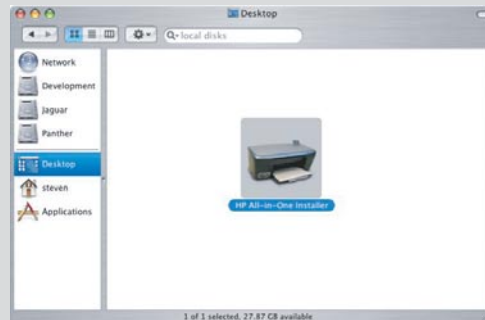 Desktop
local disks
Network
Development
Jaguar
Panther
Desktop
steven
Applications
HP All-in-One Installer
1 of 1 selected, 27.87 GB available